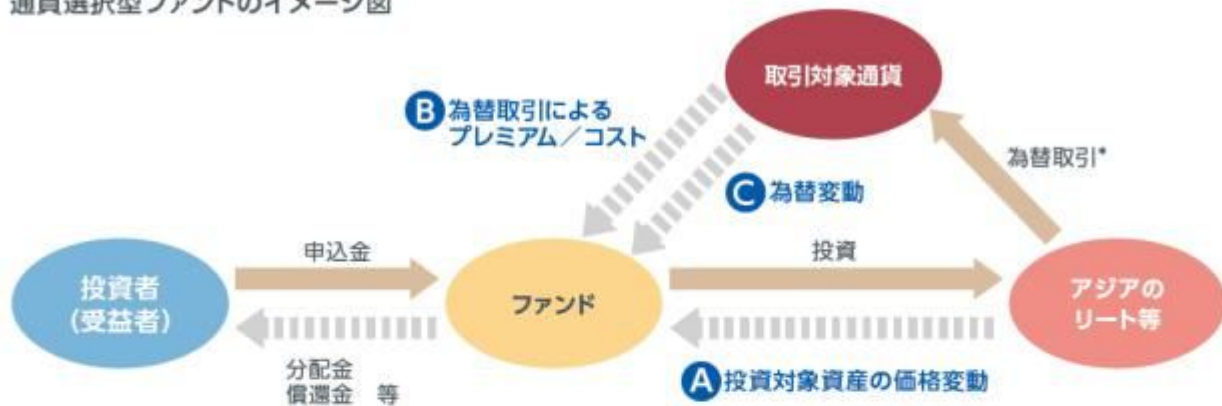 通貨選択型ファンドのイメージ図
取引対象通貨
B 為替取引による
プレミアム／コスト
為替取引*
C 為替変動
申込金
投資
投資者
（受益者）
ファンド
アジアの
リート等
分配金
償還金 等
A 投資対象資産の価格変動